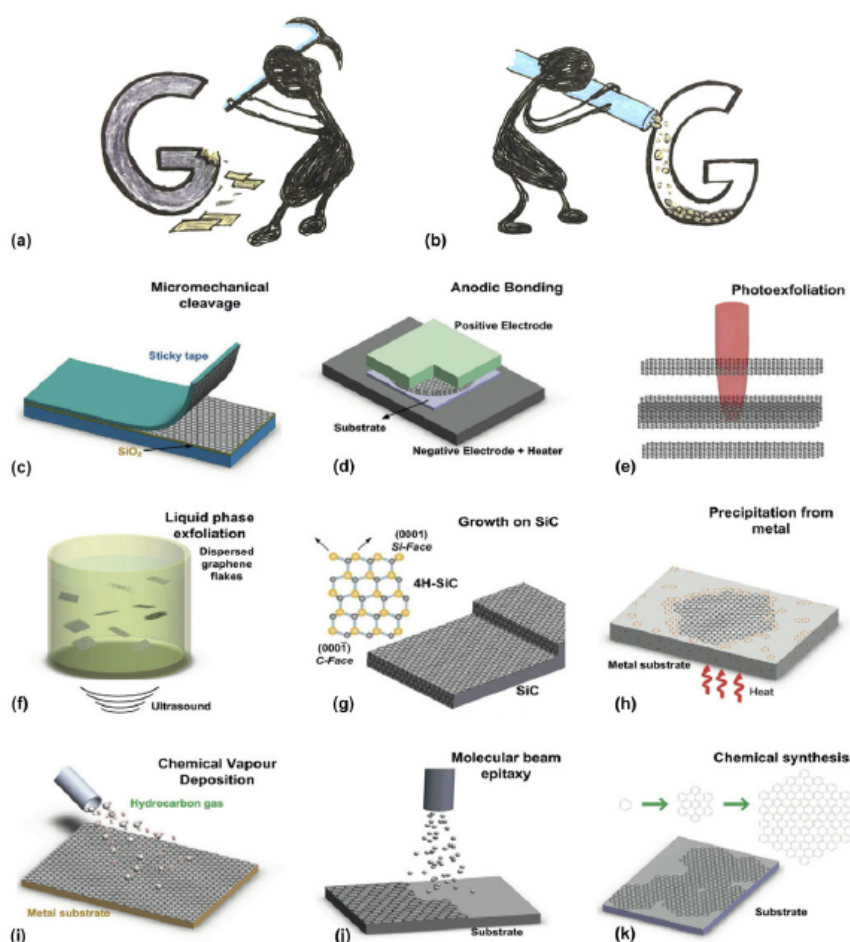 G
(a)
G
(b)
Micromechanical
cleavage
Sticky tape
SiO₂
(c)
Anodic Bonding
Positive Electrode
Substrate
Negative Electrode + Heater
(d)
Photoexfoliation
(e)
Liquid phase
exfoliation
Dispersed
graphene
flakes
Ultrasound
(f)
Growth on SiC
(0001)
Si-Face
4H-SiC
(0001̅)
C-Face
SiC
(g)
Precipitation from
metal
Metal substrate
Heat
(h)
Chemical Vapour
Deposition
Hydrocarbon gas
Metal substrate
(i)
Molecular beam
epitaxy
Substrate
(j)
Chemical synthesis
Substrate
(k)